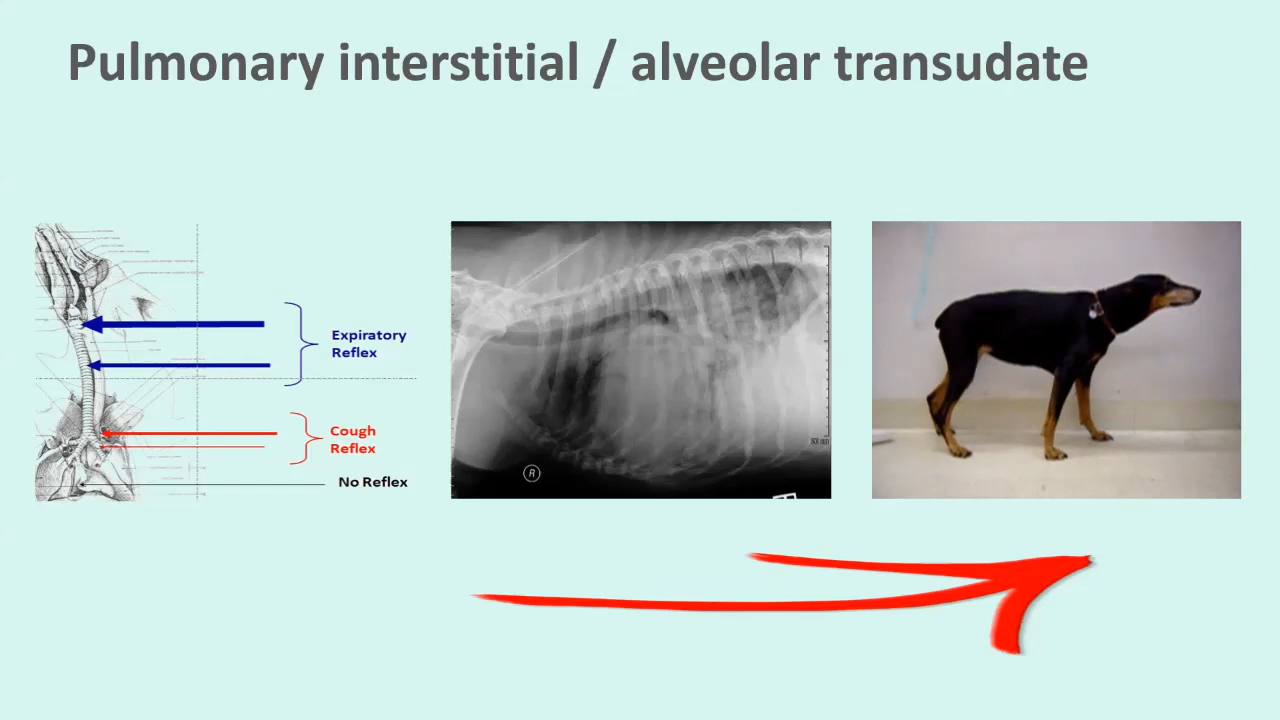 Pulmonary interstitial / alveolar transudate
Expiratory
Reflex
Cough
Reflex
No Reflex
R